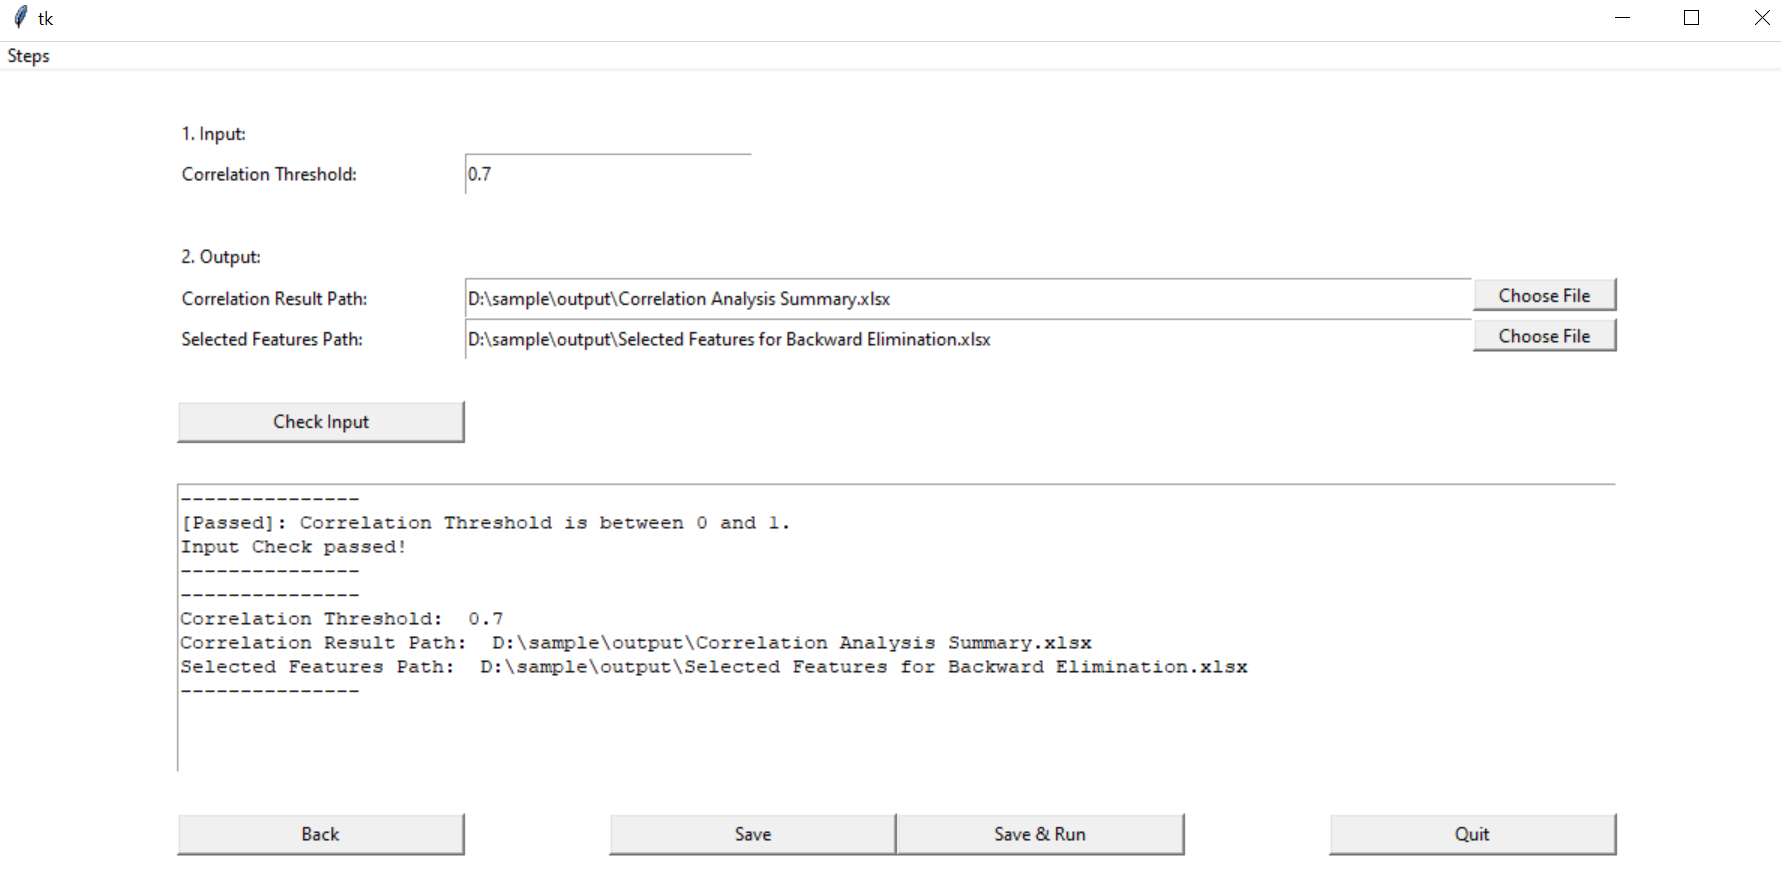 tk
Steps
1. Input:
Correlation Threshold: 0.7
2. Output:
Correlation Result Path: D:\sample\output\Correlation Analysis Summary.xlsx Choose File
Selected Features Path: D:\sample\output\Selected Features for Backward Elimination.xlsx Choose File
Check Input
---------------
[Passed]: Correlation Threshold is between 0 and 1.
Input Check passed!
---------------
---------------
Correlation Threshold:  0.7
Correlation Result Path:  D:\sample\output\Correlation Analysis Summary.xlsx
Selected Features Path:  D:\sample\output\Selected Features for Backward Elimination.xlsx
---------------
Back Save Save & Run Quit